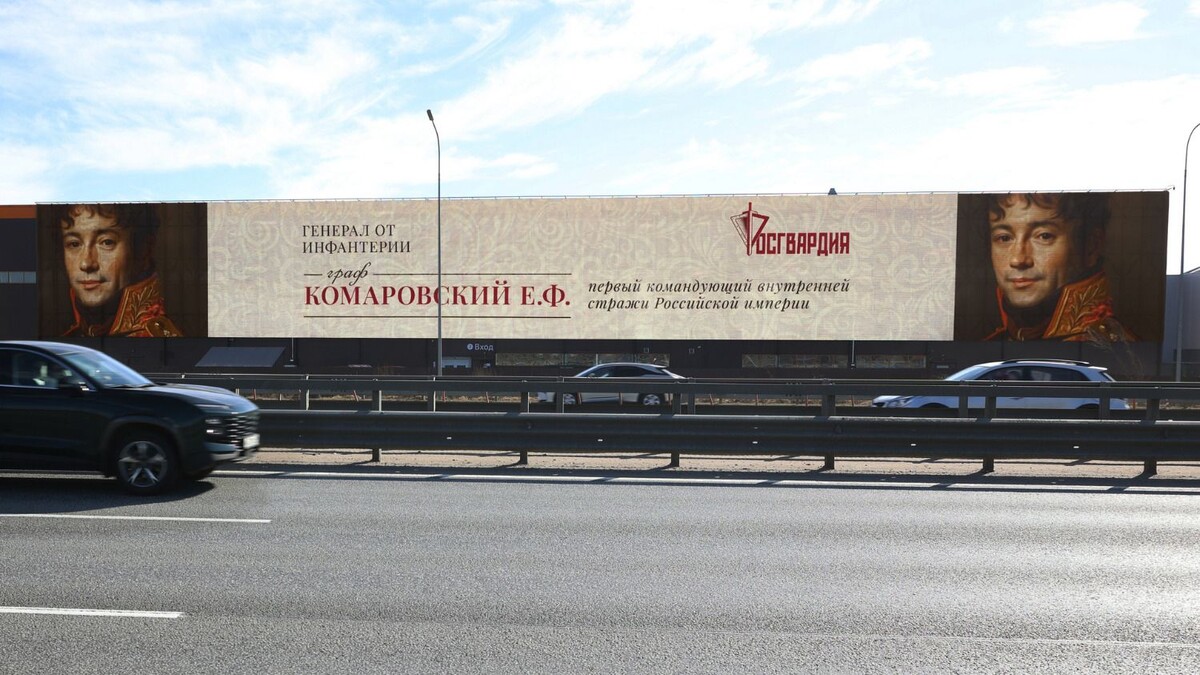 ГЕНЕРАЛ ОТ
ИНФАНТЕРИИ
граф
КОМАРОВСКИЙ Е.Ф.
РОСГВАРДИЯ
первый командующий внутренней
стражи Российской империи
Вход